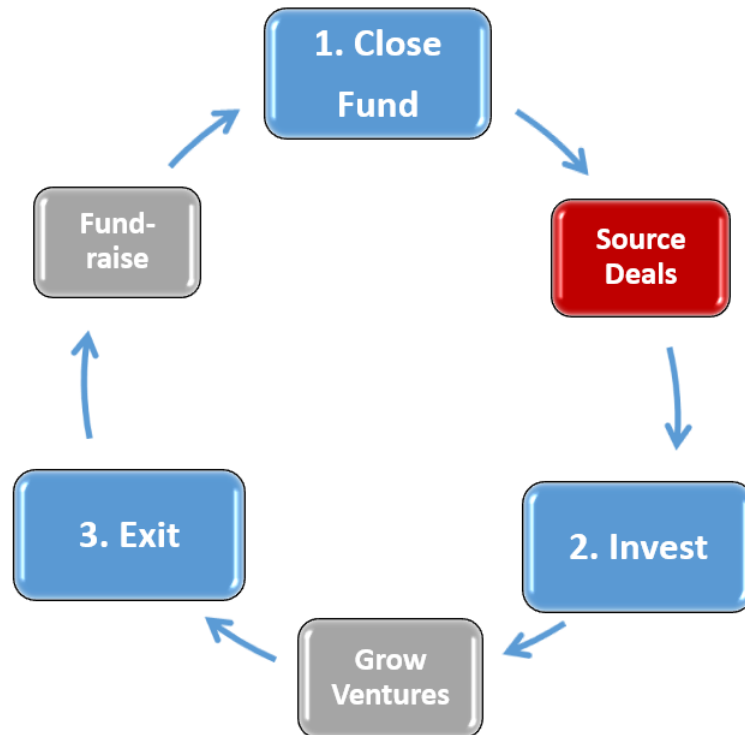 1. Close
Fund
Source
Deals
2. Invest
Grow
Ventures
3. Exit
Fund-
raise